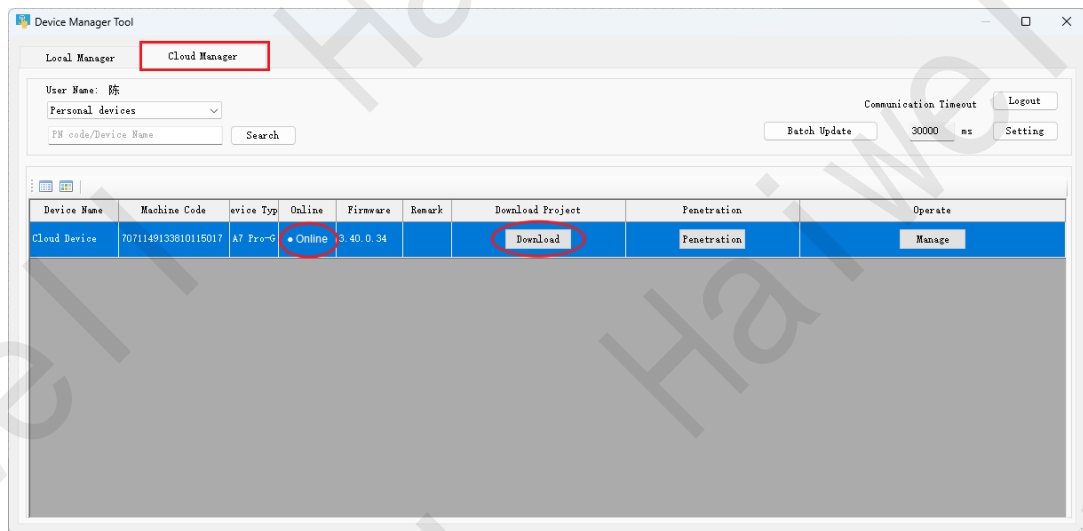 Device Manager Tool
Local Manager Cloud Manager
User Name: 陈
Personal devices
Communication Timeout Logout
PN code/Device Name Search Batch Update 30000 ms Setting
Device Name Machine Code evice Typ Online Firmware Remark Download Project Penetration Operate
Cloud Device 7071149133810115017 A7 Pro-G Online 3.40.0.34 Download Penetration Manage
Haiwell
Haiwell